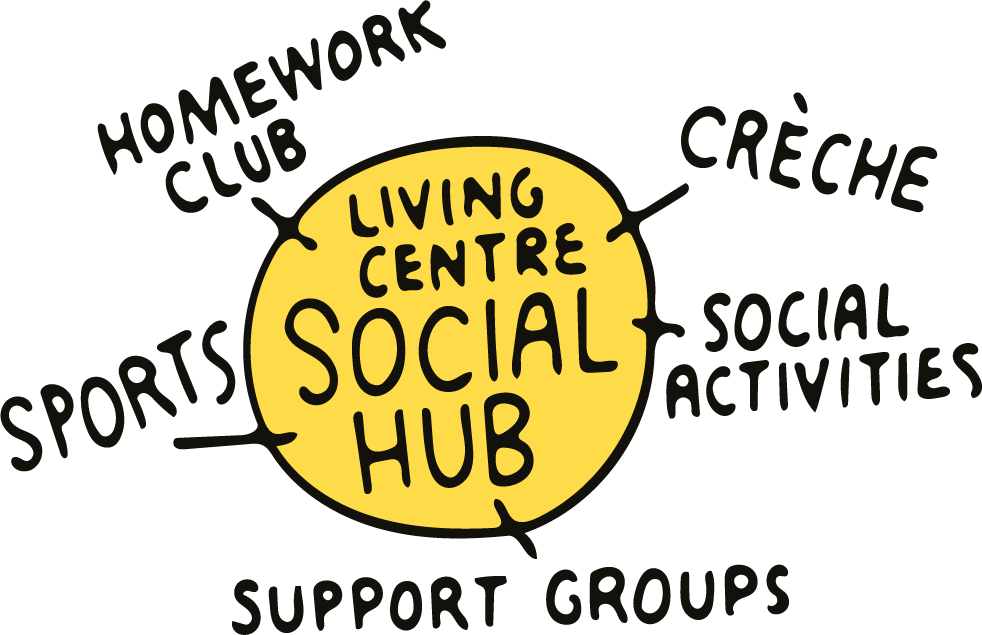 HOMEWORK
CLUB
CRÈCHE
LIVING
CENTRE
SOCIAL
HUB
SOCIAL
ACTIVITIES
SPORTS
SUPPORT GROUPS